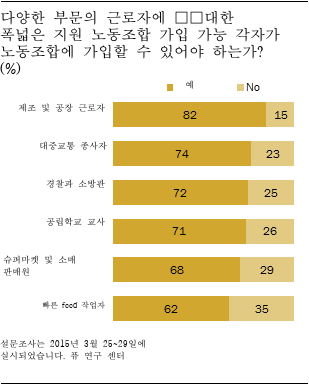 다양한 부문의 근로자에 □□대한
폭넓은 지원 노동조합 가입 가능 각자가
노동조합에 가입할 수 있어야 하는가?
(%)
예 No
제조 및 공장 근로자 82 15
대중교통 종사자 74 23
경찰과 소방관 72 25
공립학교 교사 71 26
슈퍼마켓 및 소매
판매원 68 29
빠른 food 작업자 62 35
설문조사는 2015년 3월 25~29일에
실시되었습니다. 퓨 연구 센터